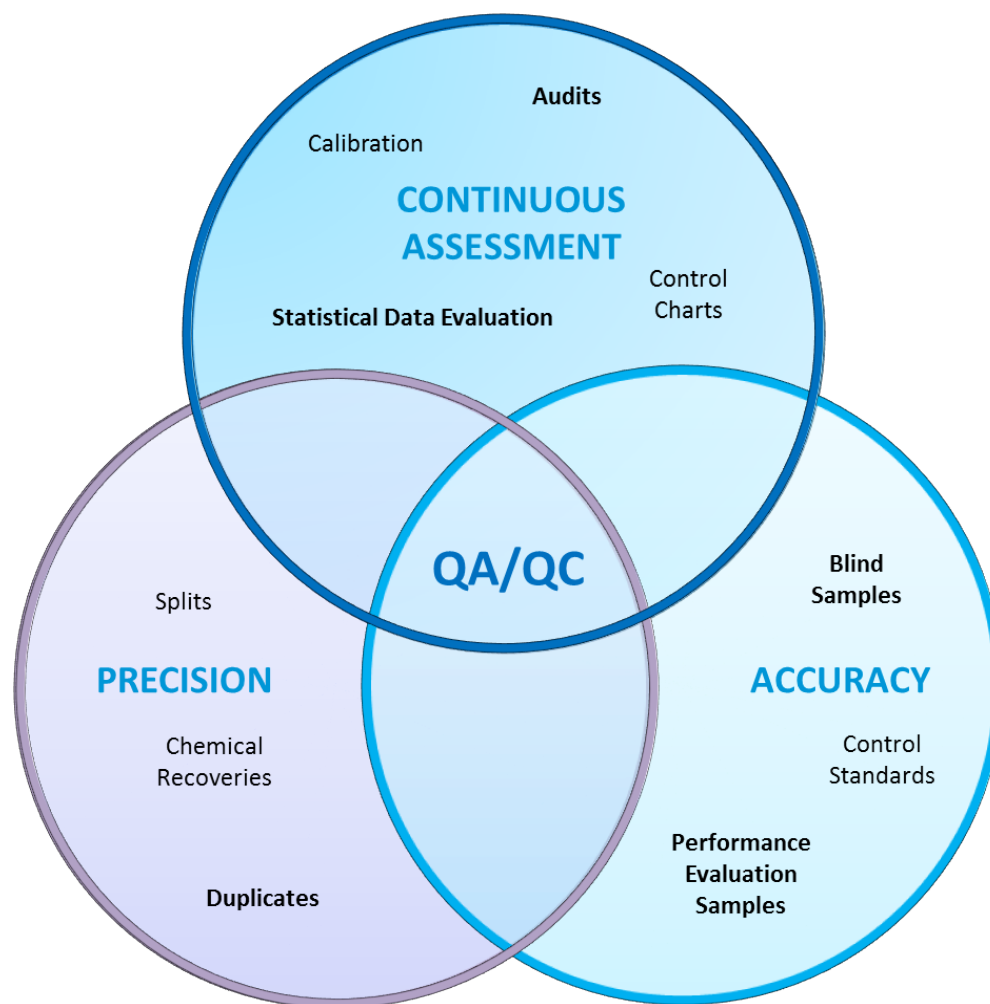 Audits
Calibration
CONTINUOUS
ASSESSMENT
Control
Charts
Statistical Data Evaluation
QA/QC
Splits
PRECISION
Chemical
Recoveries
Duplicates
Blind
Samples
ACCURACY
Control
Standards
Performance
Evaluation
Samples